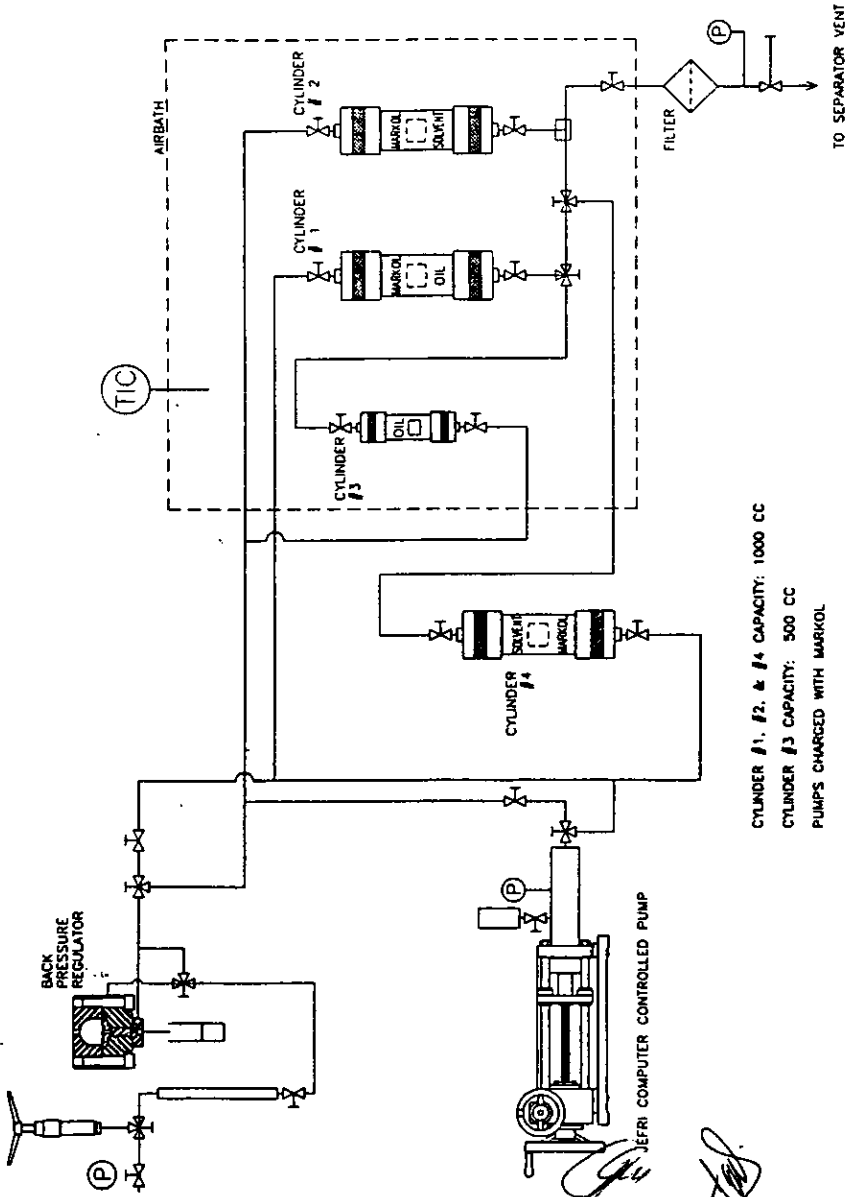 AIRBATH
TIC
CYLINDER
# 2
MARKOL
SOLVENT
CYLINDER
# 1
MARKOL
OIL
CYLINDER
#3
OIL
CYLINDER
#4
SOLVENT
MARKOL
BACK
PRESSURE
REGULATOR
P
P
P
FILTER
TO SEPARATOR VENT
JEFRI COMPUTER CONTROLLED PUMP
CYLINDER #1, #2, & #4 CAPACITY: 1000 CC
CYLINDER #3 CAPACITY: 500 CC
PUMPS CHARGED WITH MARKOL